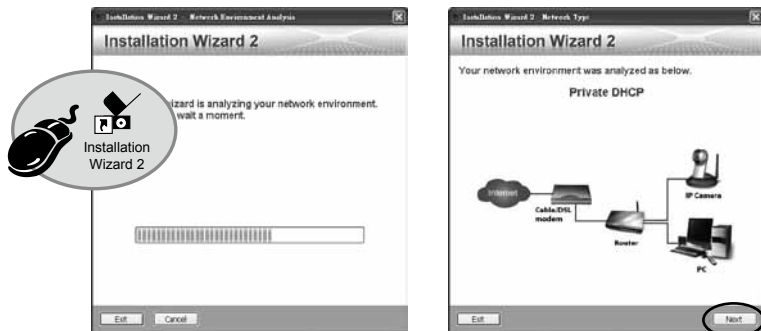 Installation Wizard 2 - Network Environment Analysis
Installation Wizard 2
wizard is analyzing your network environment.
wait a moment.
Installation
Wizard 2
Exit
Cancel
Installation Wizard 2 - Network Type
Installation Wizard 2
Your network environment was analyzed as below.
Private DHCP
Internet
Cable/DSL
modem
Router
IP Camera
PC
Exit
Next